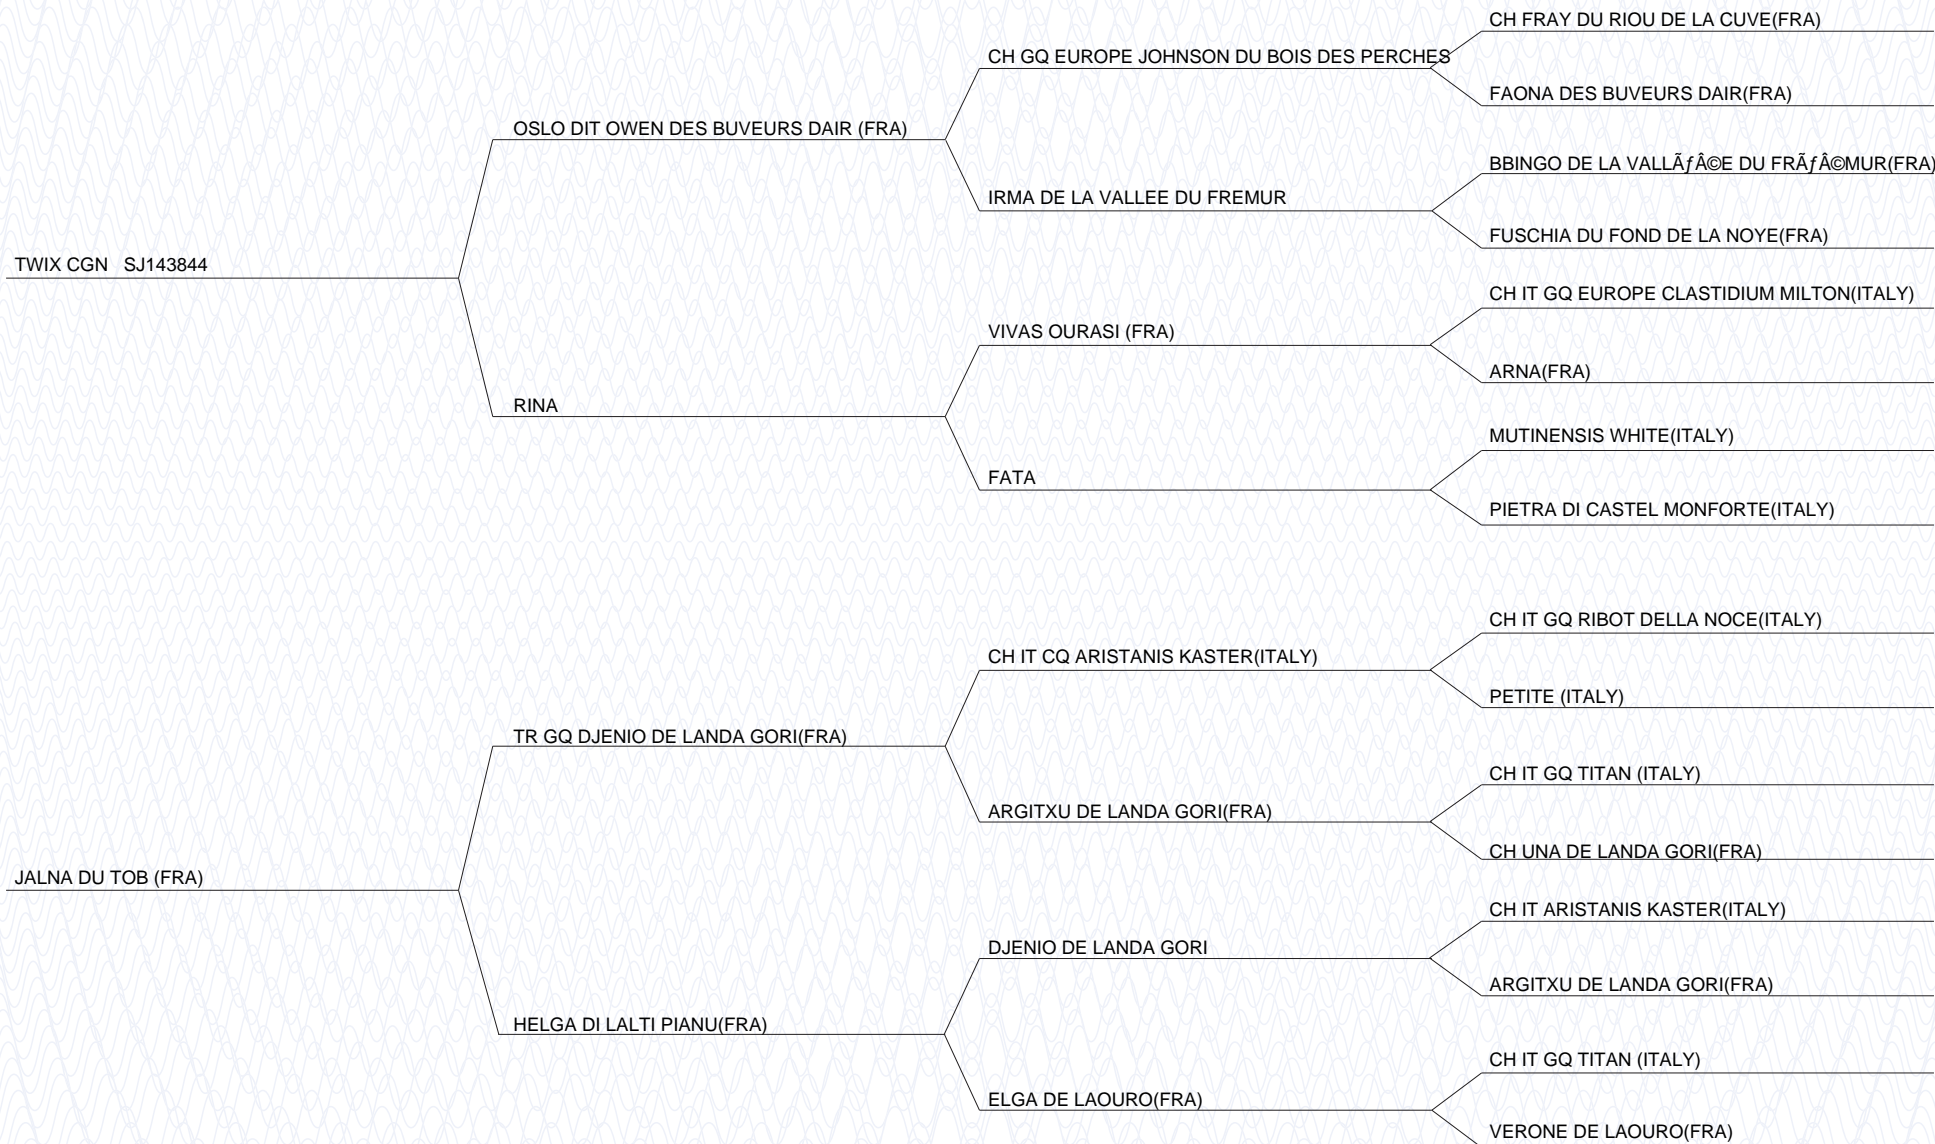 CH FRAY DU RIOU DE LA CUVE(FRA)
CH GQ EUROPE JOHNSON DU BOIS DES PERCHES
FAONA DES BUVEURS DAIR(FRA)
OSLO DIT OWEN DES BUVEURS DAIR (FRA)
BBINGO DE LA VALLÃƒÂ©E DU FRÃƒÂ©MUR(FRA)
IRMA DE LA VALLEE DU FREMUR
FUSCHIA DU FOND DE LA NOYE(FRA)
TWIX CGN   SJ143844
CH IT GQ EUROPE CLASTIDIUM MILTON(ITALY)
VIVAS OURASI (FRA)
ARNA(FRA)
RINA
MUTINENSIS WHITE(ITALY)
FATA
PIETRA DI CASTEL MONFORTE(ITALY)
CH IT GQ RIBOT DELLA NOCE(ITALY)
CH IT CQ ARISTANIS KASTER(ITALY)
PETITE (ITALY)
TR GQ DJENIO DE LANDA GORI(FRA)
CH IT GQ TITAN (ITALY)
ARGITXU DE LANDA GORI(FRA)
CH UNA DE LANDA GORI(FRA)
JALNA DU TOB (FRA)
CH IT ARISTANIS KASTER(ITALY)
DJENIO DE LANDA GORI
ARGITXU DE LANDA GORI(FRA)
HELGA DI LALTI PIANU(FRA)
CH IT GQ TITAN (ITALY)
ELGA DE LAOURO(FRA)
VERONE DE LAOURO(FRA)